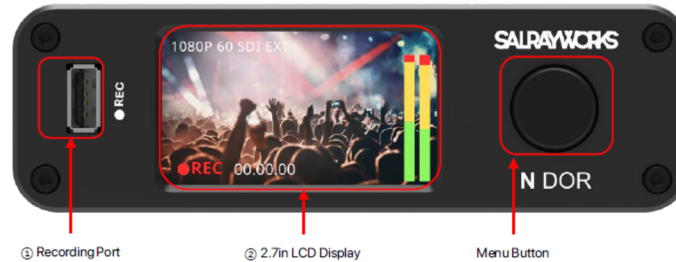 1080P 60 SDI EXT
SALRAYWORKS
REC
REC 00.00.00
N DOR
① Recording Port
② 2.7in LCD Display
Menu Button